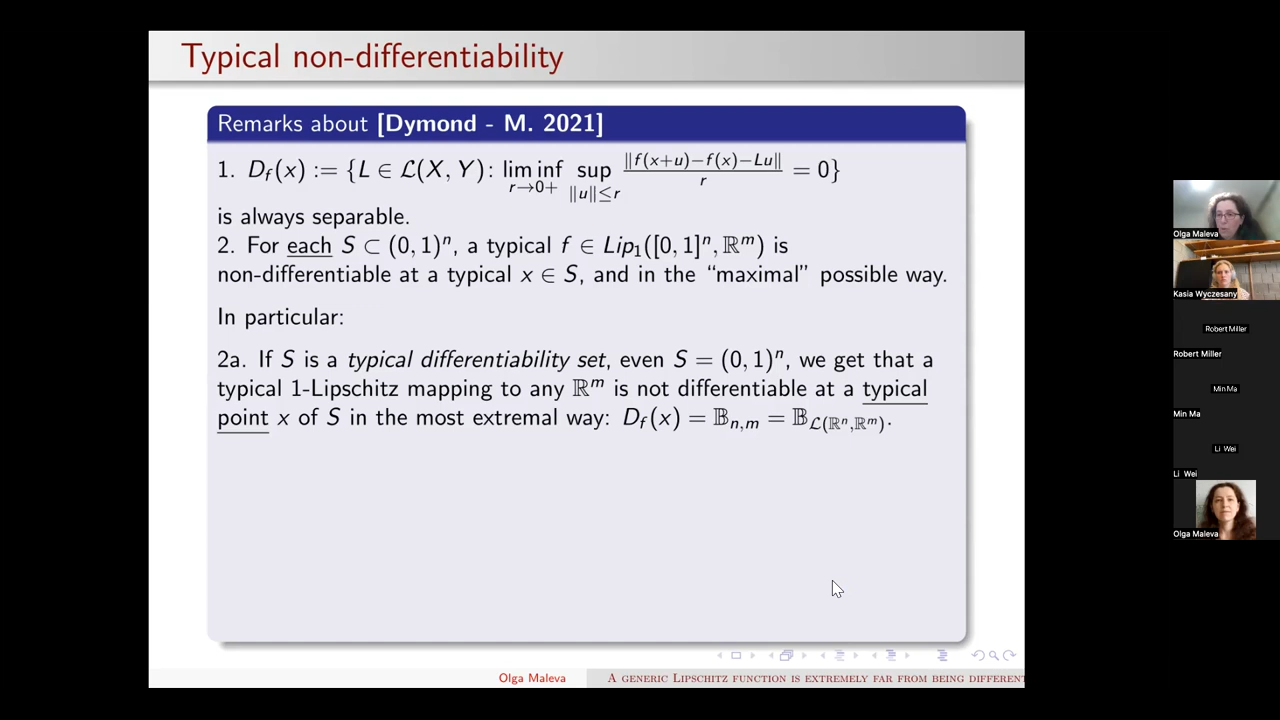 Typical non-differentiability
Remarks about [Dymond - M. 2021]
1. D_f(x) := {L ∈ ℒ(X, Y): lim inf_{r→0+} sup_{‖u‖≤r} ‖f(x+u)−f(x)−Lu‖/r = 0}
is always separable.
2. For each S ⊂ (0, 1)^n, a typical f ∈ Lip_1([0, 1]^n, ℝ^m) is
non-differentiable at a typical x ∈ S, and in the “maximal” possible way.
In particular:
2a. If S is a typical differentiability set, even S = (0, 1)^n, we get that a
typical 1-Lipschitz mapping to any ℝ^m is not differentiable at a typical
point x of S in the most extremal way: D_f(x) = 𝔹_{n,m} = 𝔹_{ℒ(ℝ^n,ℝ^m)}.
Olga Maleva
A generic Lipschitz function is extremely far from being differen
Olga Maleva
Kasia Wyczesany
Robert Miller
Robert Miller
Min Ma
Min Ma
Li Wei
Li Wei
Olga Maleva